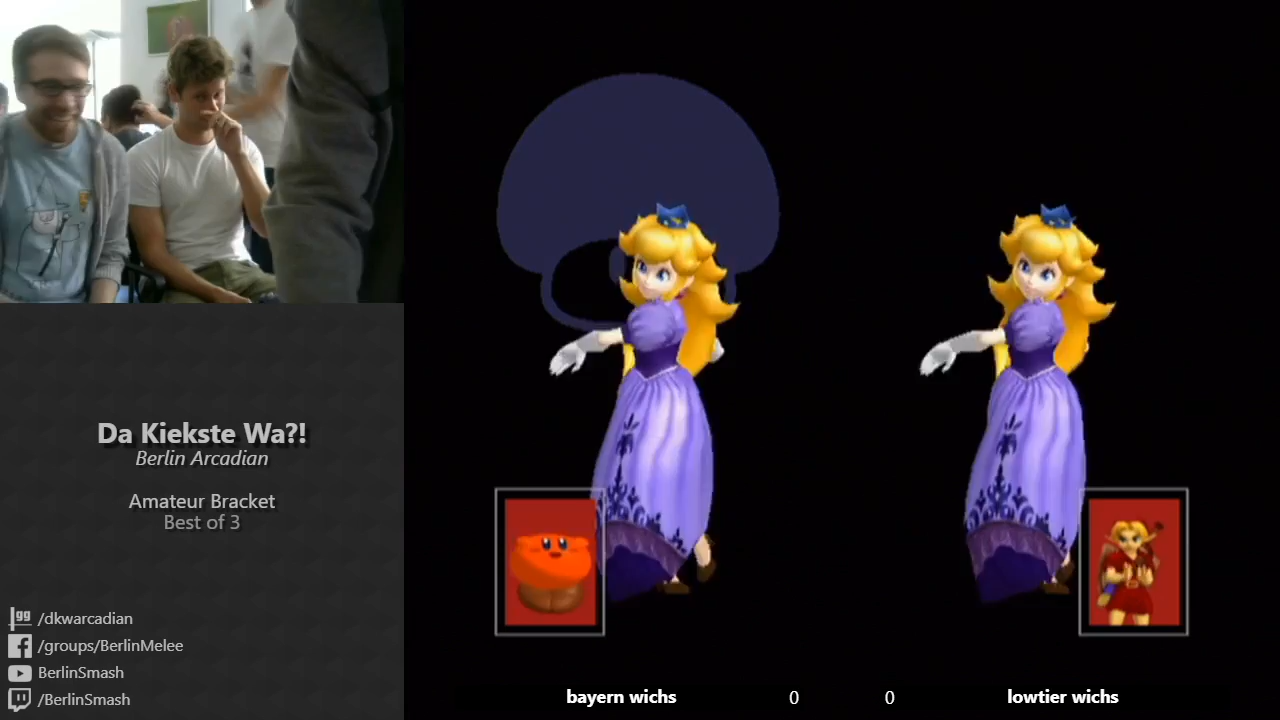 Da Kiekste Wa?!
Berlin Arcadian
Amateur Bracket
Best of 3
gg /dkwarcadian
/groups/BerlinMelee
BerlinSmash
/BerlinSmash
bayern wichs 0 0 lowtier wichs